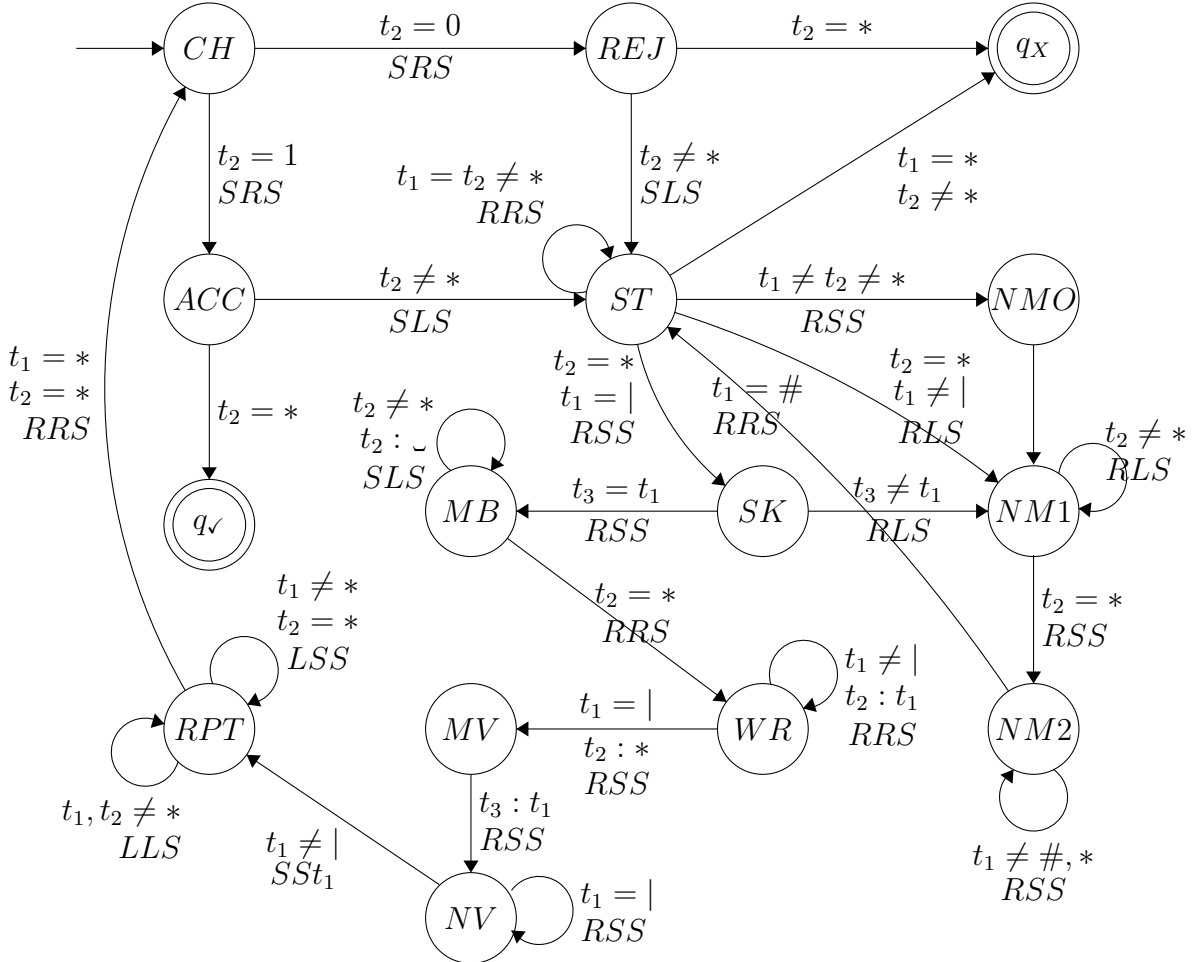 CH
t₂ = 0
SRS
REJ
t₂ = *
q_X
t₂ = 1
SRS
t₁ = t₂ ≠ *
RRS
t₂ ≠ *
SLS
t₁ = *
t₂ ≠ *
ACC
t₂ ≠ *
SLS
ST
t₁ ≠ t₂ ≠ *
RSS
NMO
t₁ = *
t₂ = *
RRS
t₂ = *
t₂ = *
t₁ = |
RSS
t₁ = #
RRS
t₂ = *
t₁ ≠ |
RLS
t₂ ≠ *
t₂ : ␣
SLS
t₂ ≠ *
RLS
q_✓
MB
t₃ = t₁
RSS
SK
t₃ ≠ t₁
RLS
NM1
t₁ ≠ *
t₂ = *
LSS
t₂ = *
RRS
t₂ = *
RSS
RPT
MV
t₁ = |
t₂ : *
RSS
WR
t₁ ≠ |
t₂ : t₁
RRS
NM2
t₁, t₂ ≠ *
LLS
t₁ ≠ |
SSt₁
t₃ : t₁
RSS
t₁ ≠ #, *
RSS
NV
t₁ = |
RSS